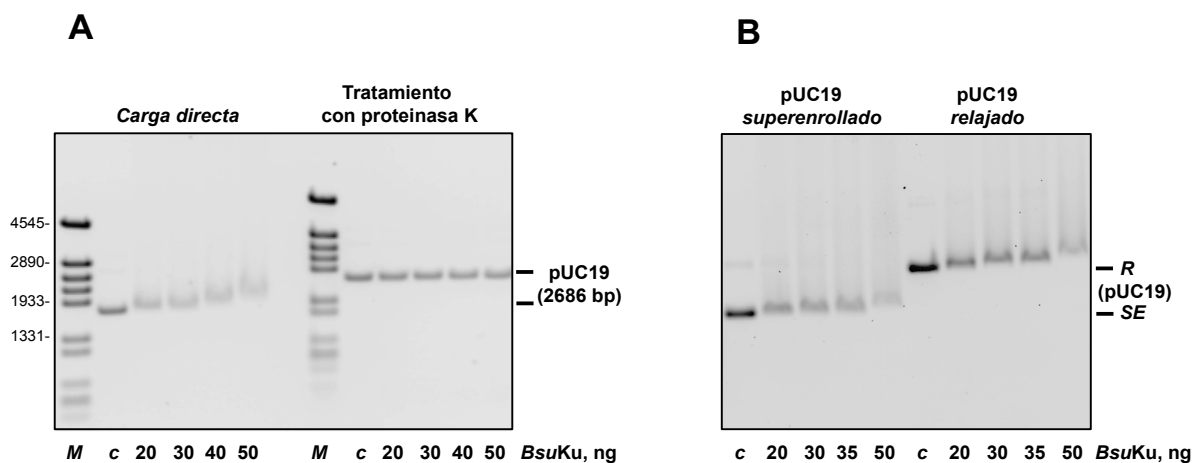 A
Carga directa
Tratamiento
con proteinasa K
4545-
2890-
1933-
1331-
pUC19
(2686 bp)
M c 20 30 40 50 M c 20 30 40 50 BsuKu, ng
B
pUC19
superenrollado
pUC19
relajado
R
(pUC19)
SE
c 20 30 35 50 c 20 30 35 50 BsuKu, ng